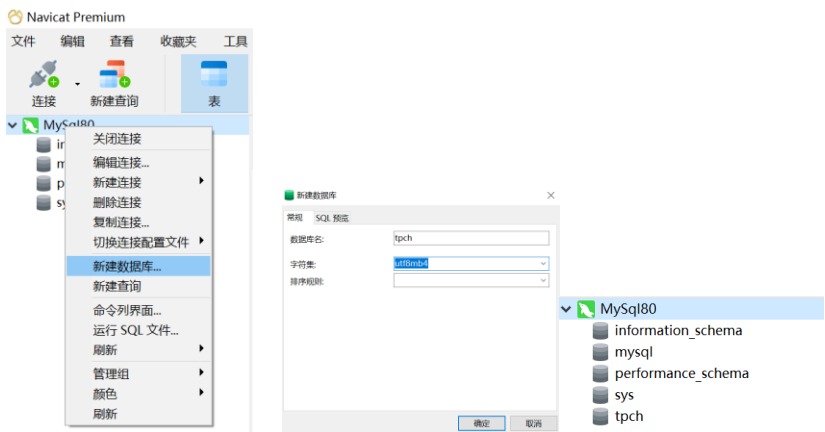 Navicat Premium
文件 编辑 查看 收藏夹 工具
连接 新建查询 表
MySql80
关闭连接
编辑连接...
新建连接
删除连接
复制连接...
切换连接配置文件
新建数据库...
新建查询
命令列界面...
运行 SQL 文件...
刷新
管理组
颜色
刷新
新建数据库
常规 SQL 预览
数据库名: tpch
字符集: utf8mb4
排序规则:
确定 取消
MySql80
information_schema
mysql
performance_schema
sys
tpch